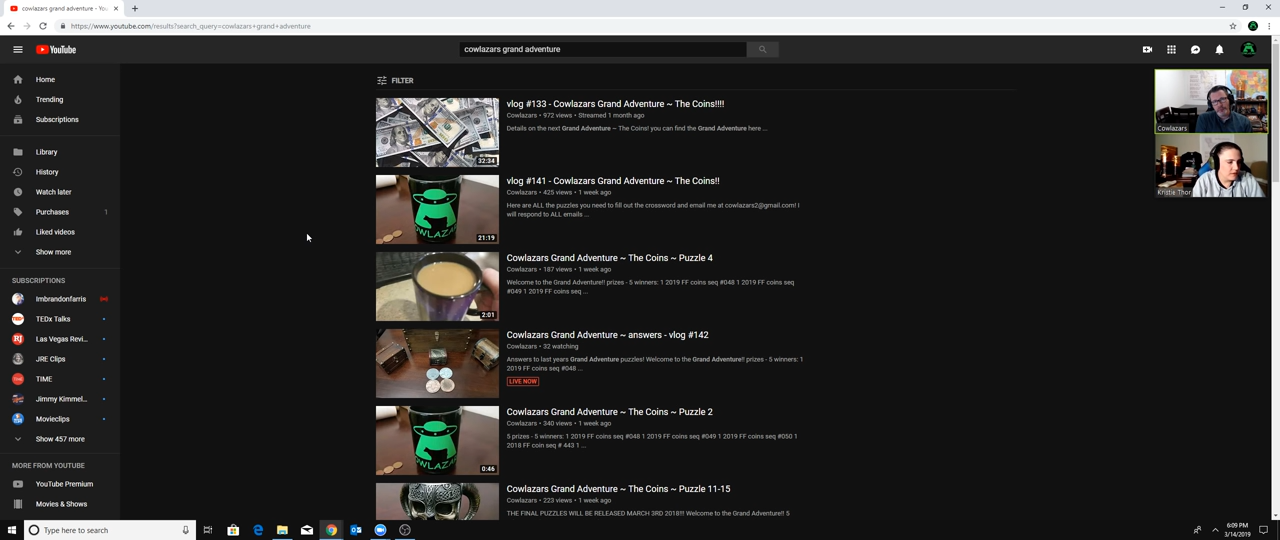 cowlazars grand adventure - You
https://www.youtube.com/results?search_query=cowlazars+grand+adventure
YouTube
cowlazars grand adventure
Home
Trending
Subscriptions
Library
History
Watch later
Purchases 1
Liked videos
Show more
SUBSCRIPTIONS
Imbrandonfarris
TEDx Talks
Las Vegas Revi...
JRE Clips
TIME
Jimmy Kimmel...
Movieclips
Show 457 more
MORE FROM YOUTUBE
YouTube Premium
Movies & Shows
FILTER
32:34
vlog #133 - Cowlazars Grand Adventure ~ The Coins!!!!
Cowlazars • 972 views • Streamed 1 month ago
Details on the next Grand Adventure ~ The Coins! you can find the Grand Adventure here ...
21:19
vlog #141 - Cowlazars Grand Adventure ~ The Coins!!
Cowlazars • 425 views • 1 week ago
Here are ALL the puzzles you need to fill out the crossword and email me at cowlazars2@gmail.com! I
will respond to ALL emails ...
2:01
Cowlazars Grand Adventure ~ The Coins ~ Puzzle 4
Cowlazars • 187 views • 1 week ago
Welcome to the Grand Adventure!! prizes - 5 winners: 1 2019 FF coins seq #048 1 2019 FF coins seq
#049 1 2019 FF coins seq ...
Cowlazars Grand Adventure ~ answers - vlog #142
Cowlazars • 32 watching
Answers to last years Grand Adventure puzzles! Welcome to the Grand Adventure!! prizes - 5 winners: 1
2019 FF coins seq #048 ...
LIVE NOW
0:46
Cowlazars Grand Adventure ~ The Coins ~ Puzzle 2
Cowlazars • 340 views • 1 week ago
5 prizes - 5 winners: 1 2019 FF coins seq #048 1 2019 FF coins seq #049 1 2019 FF coins seq #050 1
2018 FF coin seq # 443 1 ...
Cowlazars Grand Adventure ~ The Coins ~ Puzzle 11-15
Cowlazars • 223 views • 1 week ago
THE FINAL PUZZLES WILL BE RELEASED MARCH 3RD 2018!!! Welcome to the Grand Adventure!! 5
Cowlazars
Kristie Thor
Type here to search
6:09 PM
3/14/2019